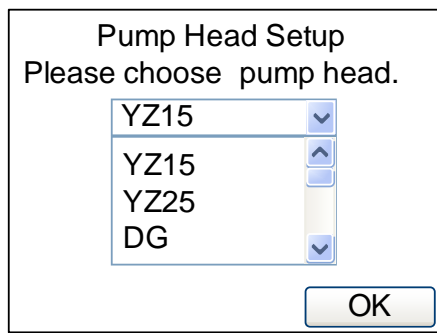 Pump Head Setup
Please choose pump head.
YZ15
YZ15
YZ25
DG
OK